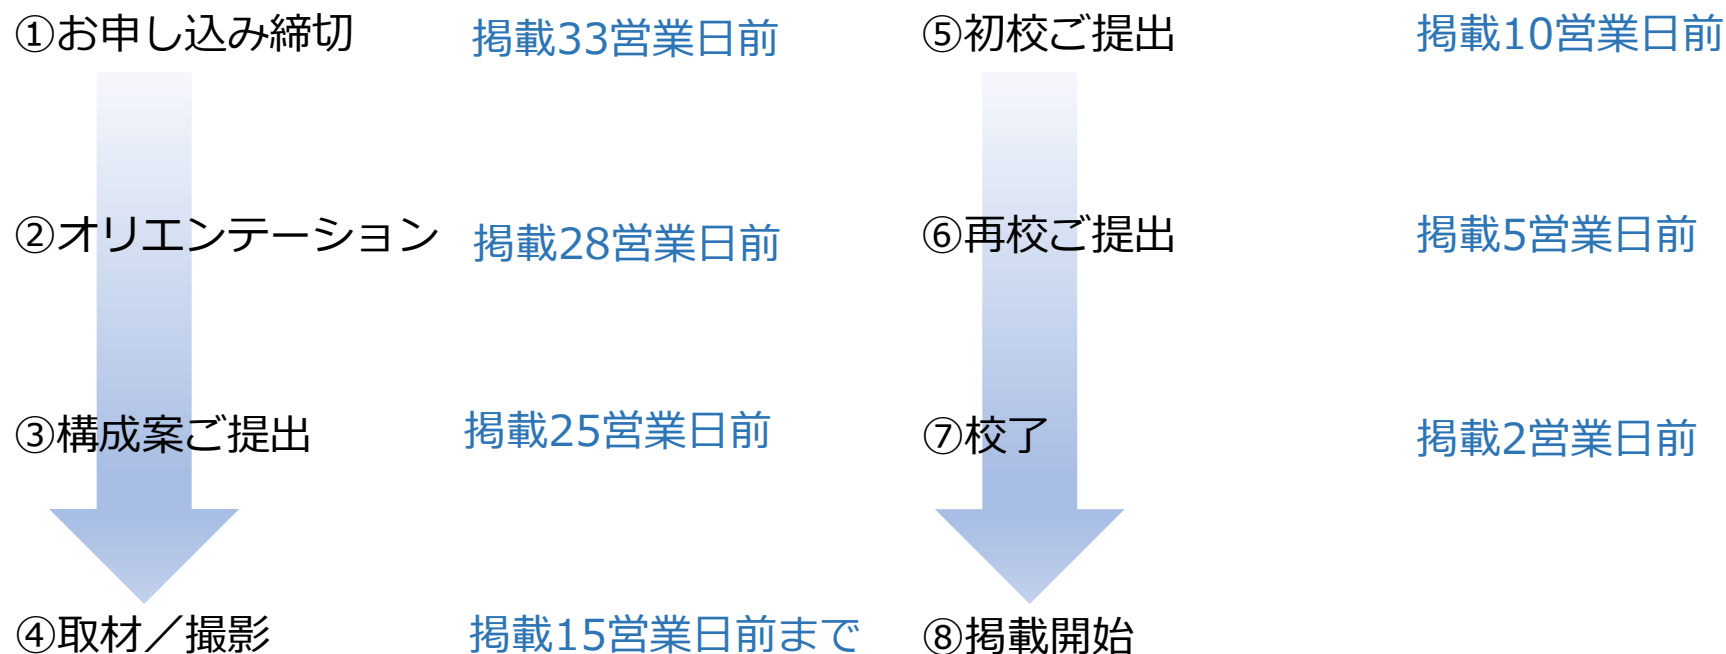 ①お申し込み締切 掲載33営業日前
②オリエンテーション 掲載28営業日前
③構成案ご提出 掲載25営業日前
④取材／撮影 掲載15営業日前まで
⑤初校ご提出 掲載10営業日前
⑥再校ご提出 掲載5営業日前
⑦校了 掲載2営業日前
⑧掲載開始